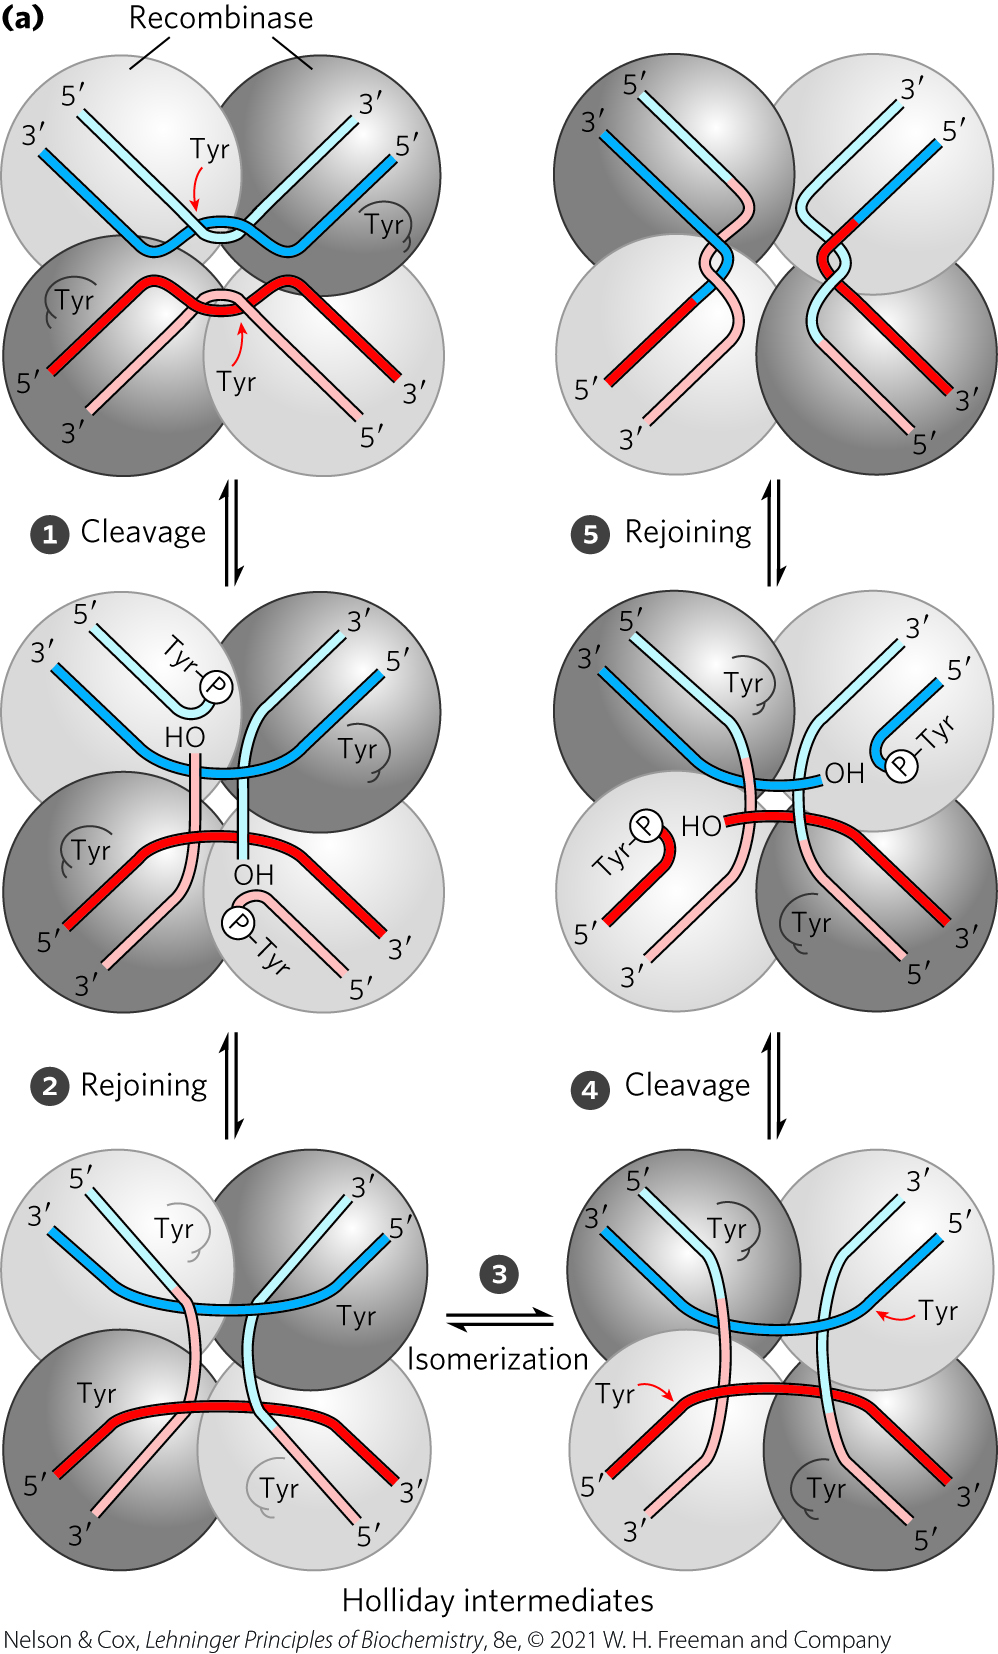 (a)
Recombinase
5′ 3′ 5′ 3′
3′ Tyr 5′ 3′ 5′
Tyr
Tyr
Tyr
5′ 3′ 5′ 3′
3′ 5′ 3′ 5′
1 Cleavage 5 Rejoining
5′ 3′ 5′ 3′
3′ Tyr–P 5′ 3′ Tyr 5′
HO Tyr OH P–Tyr
Tyr Tyr–P HO
OH
P–Tyr Tyr
5′ 3′ 5′ 3′
3′ 5′ 3′ 5′
2 Rejoining 4 Cleavage
5′ 3′ 5′ 3′
3′ Tyr 5′ 3′ Tyr 5′
Tyr 3 Tyr
Isomerization
Tyr Tyr
5′ Tyr 3′ 5′ Tyr 3′
3′ 5′ 3′ 5′
Holliday intermediates
Nelson & Cox, Lehninger Principles of Biochemistry, 8e, © 2021 W. H. Freeman and Company